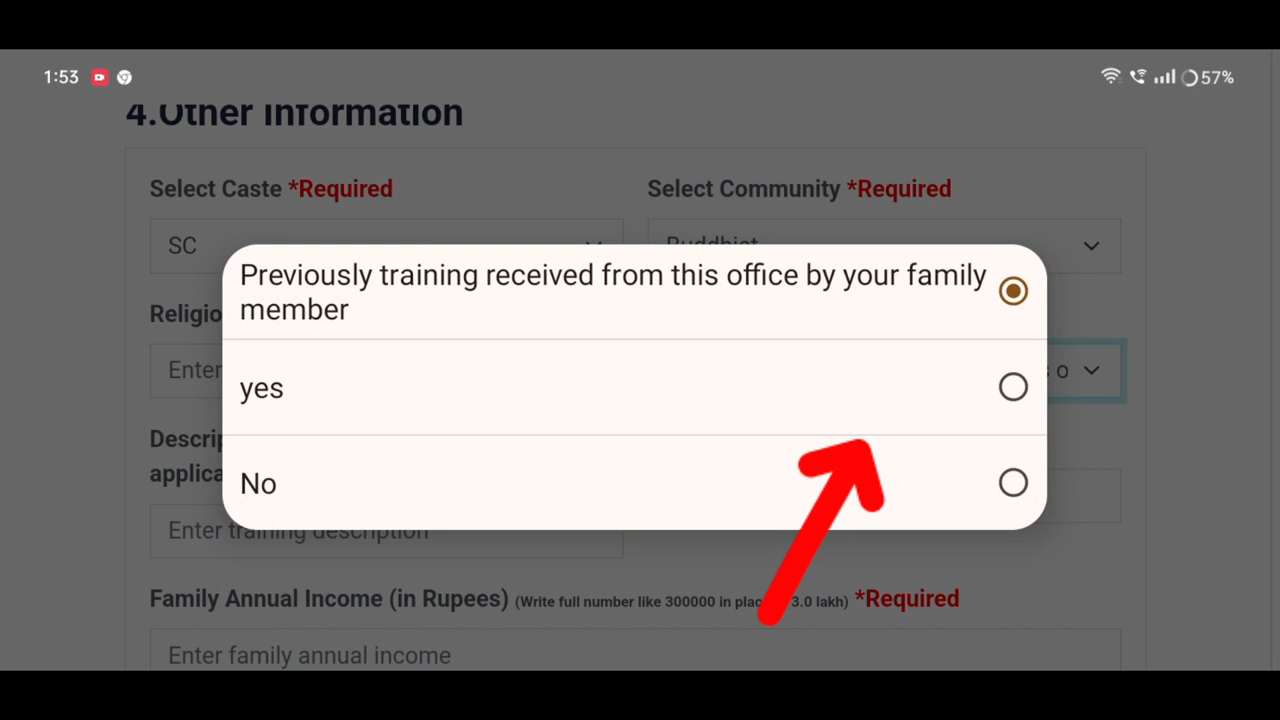 1:53
57%
4.Other Information
Select Caste *Required
Select Community *Required
SC
Buddhist
Previously training received from this office by your family
member
Religio
Enter
s o
yes
Descrip
applica
No
Enter training description
Family Annual Income (in Rupees) (Write full number like 300000 in plac 3.0 lakh) *Required
Enter family annual income